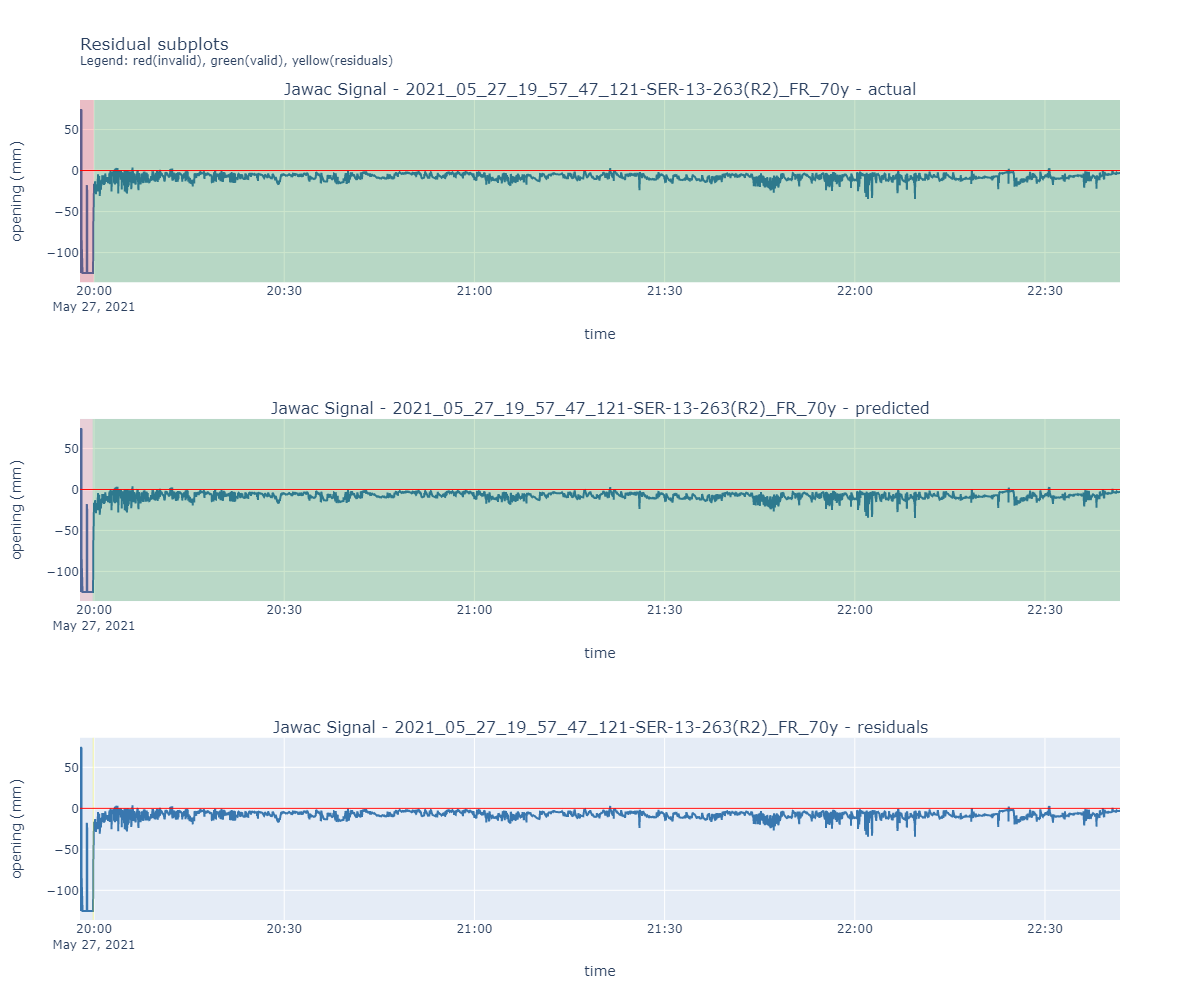 Residual subplots
Legend: red(invalid), green(valid), yellow(residuals)
Jawac Signal - 2021_05_27_19_57_47_121-SER-13-263(R2)_FR_70y - actual
50
0
−50
−100
opening (mm)
20:00 20:30 21:00 21:30 22:00 22:30
May 27, 2021
time
Jawac Signal - 2021_05_27_19_57_47_121-SER-13-263(R2)_FR_70y - predicted
50
0
−50
−100
opening (mm)
20:00 20:30 21:00 21:30 22:00 22:30
May 27, 2021
time
Jawac Signal - 2021_05_27_19_57_47_121-SER-13-263(R2)_FR_70y - residuals
50
0
−50
−100
opening (mm)
20:00 20:30 21:00 21:30 22:00 22:30
May 27, 2021
time